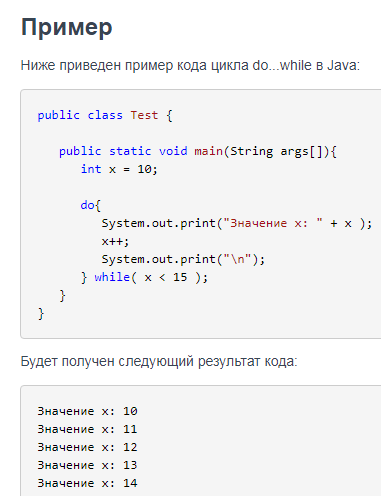 Пример
Ниже приведен пример кода цикла do...while в Java:
public class Test {
public static void main(String args[]){
int x = 10;
do{
System.out.print("Значение x: " + x );
x++;
System.out.print("\n");
} while( x < 15 );
}
}
Будет получен следующий результат кода:
Значение x: 10
Значение x: 11
Значение x: 12
Значение x: 13
Значение x: 14